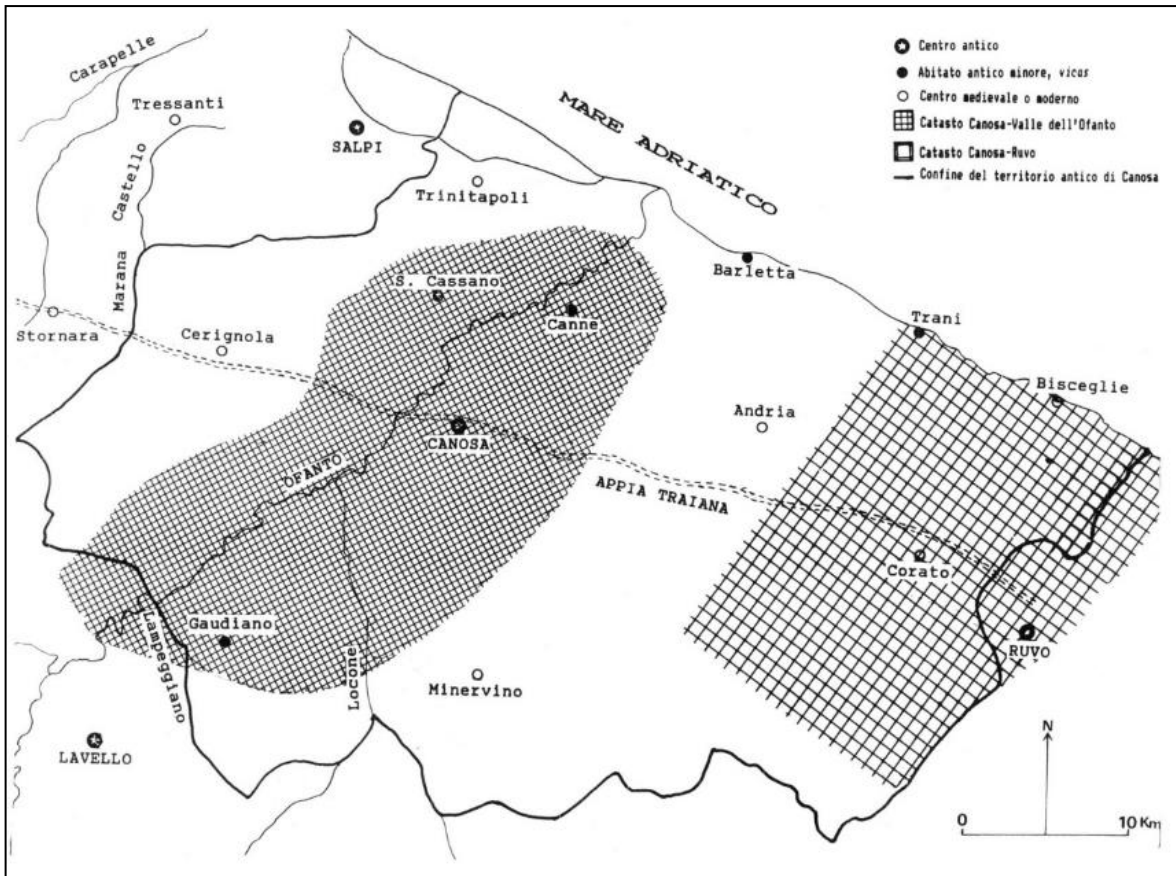 Carapelle
Tressanti
SALPI
Castello
Marana
Trinitapoli
MARE ADRIATICO
Centro antico
Abitato antico minore, vicus
Centro medievale o moderno
Catasto Canosa-Valle dell'Ofanto
Catasto Canosa-Ruvo
Confine del territorio antico di Canosa
Barletta
S. Cassano
Canne
Stornara
Cerignola
Trani
Bisceglie
Andria
CANOSA
OFANTO
APPIA TRAIANA
Corato
Gaudiano
Lampeggiano
Locone
Minervino
RUVO
LAVELLO
N
0 10 Km